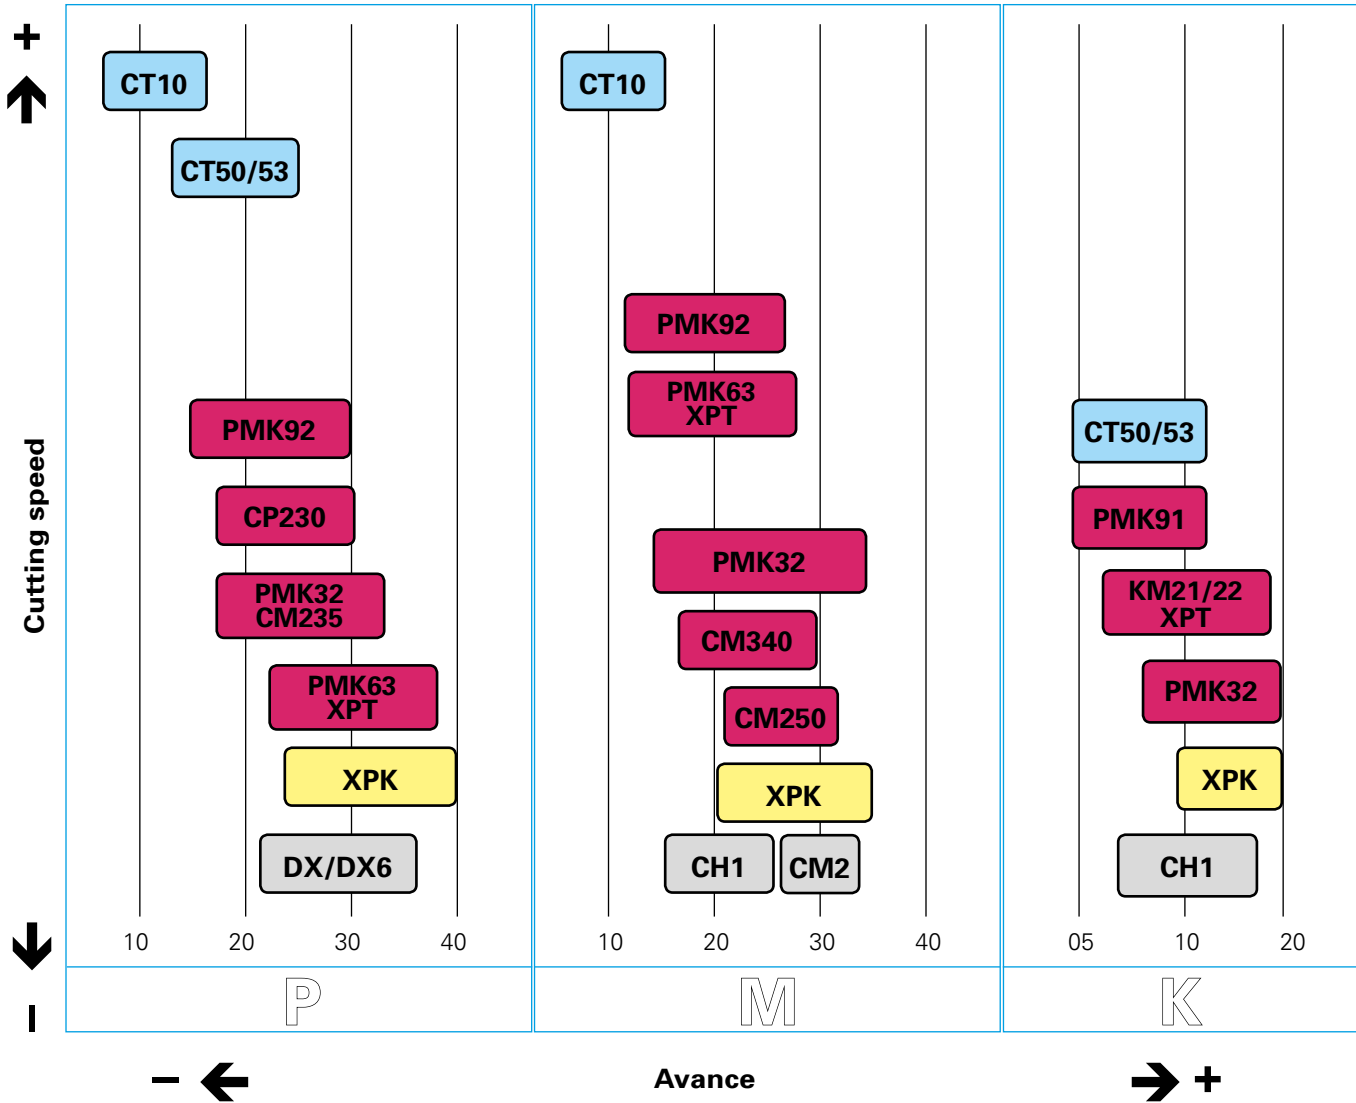 +
Cutting speed
–
CT10
CT50/53
PMK92
CP230
PMK32
CM235
PMK63
XPT
XPK
DX/DX6
10 20 30 40
P
CT10
PMK92
PMK63
XPT
PMK32
CM340
CM250
XPK
CH1 CM2
10 20 30 40
M
CT50/53
PMK91
KM21/22
XPT
PMK32
XPK
CH1
05 10 20
K
– Avance +